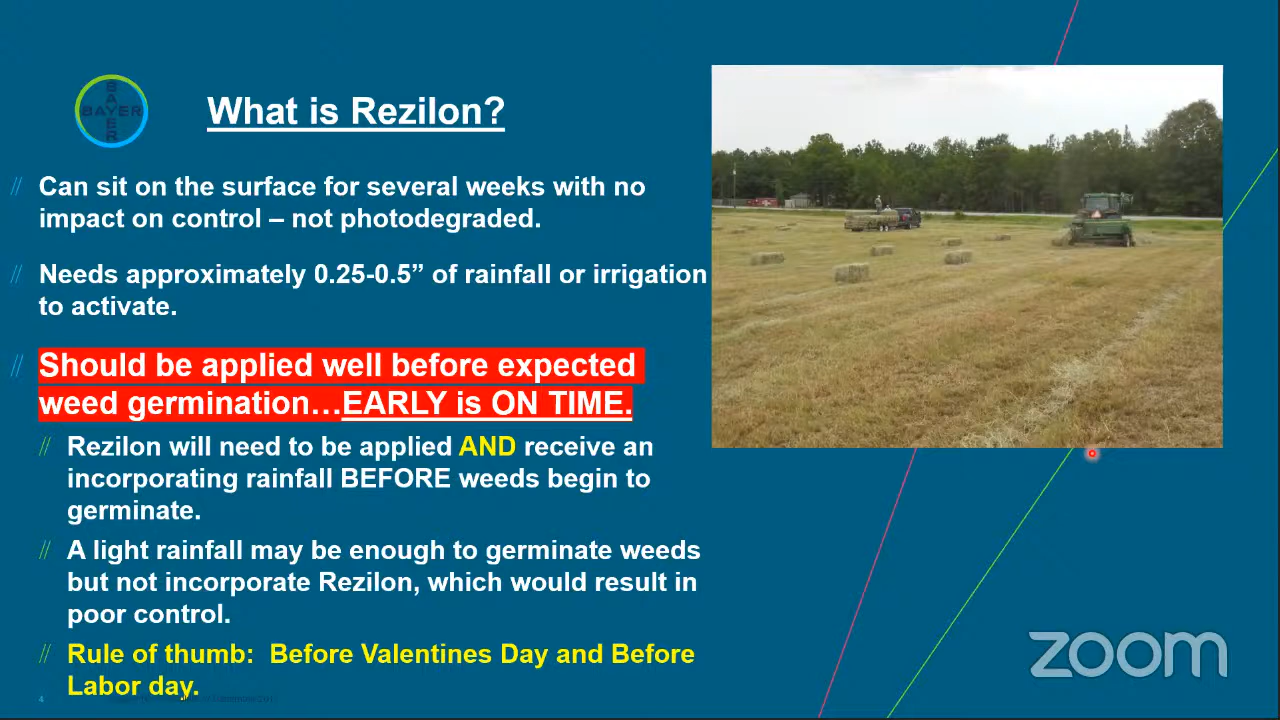 BAYER
BAYER
What is Rezilon?
Can sit on the surface for several weeks with no
impact on control – not photodegraded.
Needs approximately 0.25-0.5” of rainfall or irrigation
to activate.
Should be applied well before expected
weed germination…EARLY is ON TIME.
Rezilon will need to be applied AND receive an
incorporating rainfall BEFORE weeds begin to
germinate.
A light rainfall may be enough to germinate weeds
but not incorporate Rezilon, which would result in
poor control.
Rule of thumb:  Before Valentines Day and Before
Labor day.
4
zoom